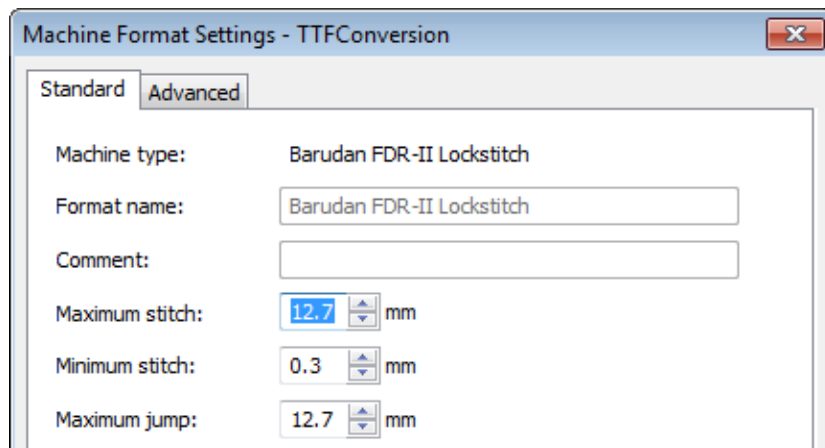 Machine Format Settings - TTFConversion
Standard Advanced
Machine type: Barudan FDR-II Lockstitch
Format name: Barudan FDR-II Lockstitch
Comment:
Maximum stitch: 12.7 mm
Minimum stitch: 0.3 mm
Maximum jump: 12.7 mm